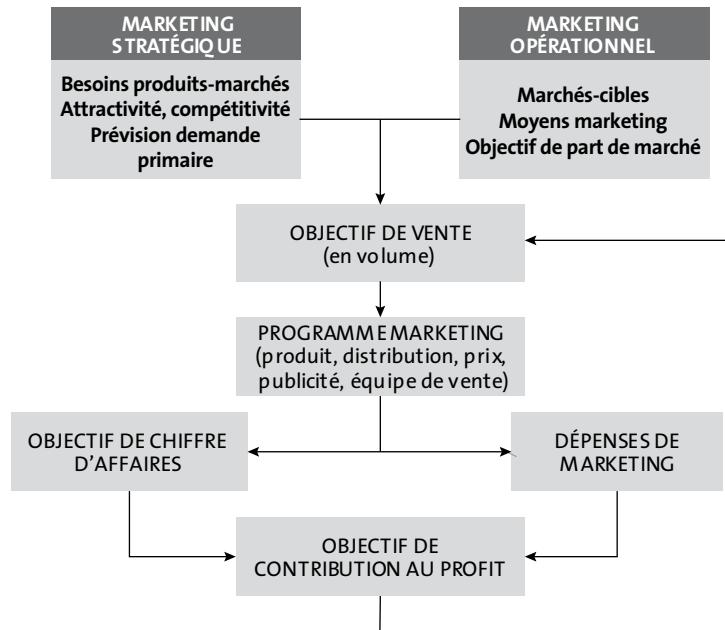 MARKETING
STRATÉGIQUE
Besoins produits-marchés
Attractivité, compétitivité
Prévision demande
primaire
MARKETING
OPÉRATIONNEL
Marchés-cibles
Moyens marketing
Objectif de part de marché
OBJECTIF DE VENTE
(en volume)
PROGRAMME MARKETING
(produit, distribution, prix,
publicité, équipe de vente)
OBJECTIF DE CHIFFRE
D'AFFAIRES
DÉPENSES DE
MARKETING
OBJECTIF DE
CONTRIBUTION AU PROFIT